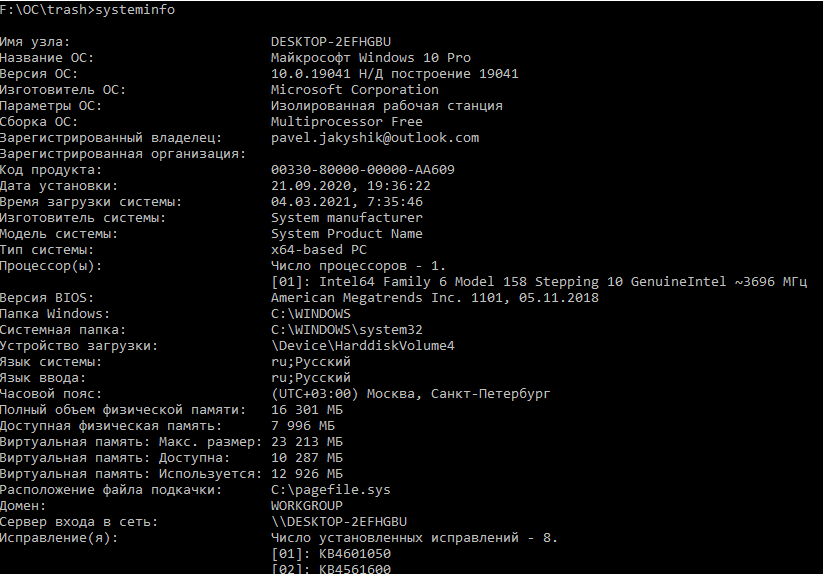 F:\OC\trash>systeminfo
Имя узла: DESKTOP-2EFHGBU
Название ОС: Майкрософт Windows 10 Pro
Версия ОС: 10.0.19041 Н/Д построение 19041
Изготовитель ОС: Microsoft Corporation
Параметры ОС: Изолированная рабочая станция
Сборка ОС: Multiprocessor Free
Зарегистрированный владелец: pavel.jakyshik@outlook.com
Зарегистрированная организация:
Код продукта: 00330-80000-00000-AA609
Дата установки: 21.09.2020, 19:36:22
Время загрузки системы: 04.03.2021, 7:35:46
Изготовитель системы: System manufacturer
Модель системы: System Product Name
Тип системы: x64-based PC
Процессор(ы): Число процессоров - 1.
[01]: Intel64 Family 6 Model 158 Stepping 10 GenuineIntel ~3696 МГц
Версия BIOS: American Megatrends Inc. 1101, 05.11.2018
Папка Windows: C:\WINDOWS
Системная папка: C:\WINDOWS\system32
Устройство загрузки: \Device\HarddiskVolume4
Язык системы: ru;Русский
Язык ввода: ru;Русский
Часовой пояс: (UTC+03:00) Москва, Санкт-Петербург
Полный объем физической памяти: 16 301 МБ
Доступная физическая память: 7 996 МБ
Виртуальная память: Макс. размер: 23 213 МБ
Виртуальная память: Доступна: 10 287 МБ
Виртуальная память: Используется: 12 926 МБ
Расположение файла подкачки: C:\pagefile.sys
Домен: WORKGROUP
Сервер входа в сеть: \\DESKTOP-2EFHGBU
Исправление(я): Число установленных исправлений - 8.
[01]: KB4601050
[02]: KB4561600